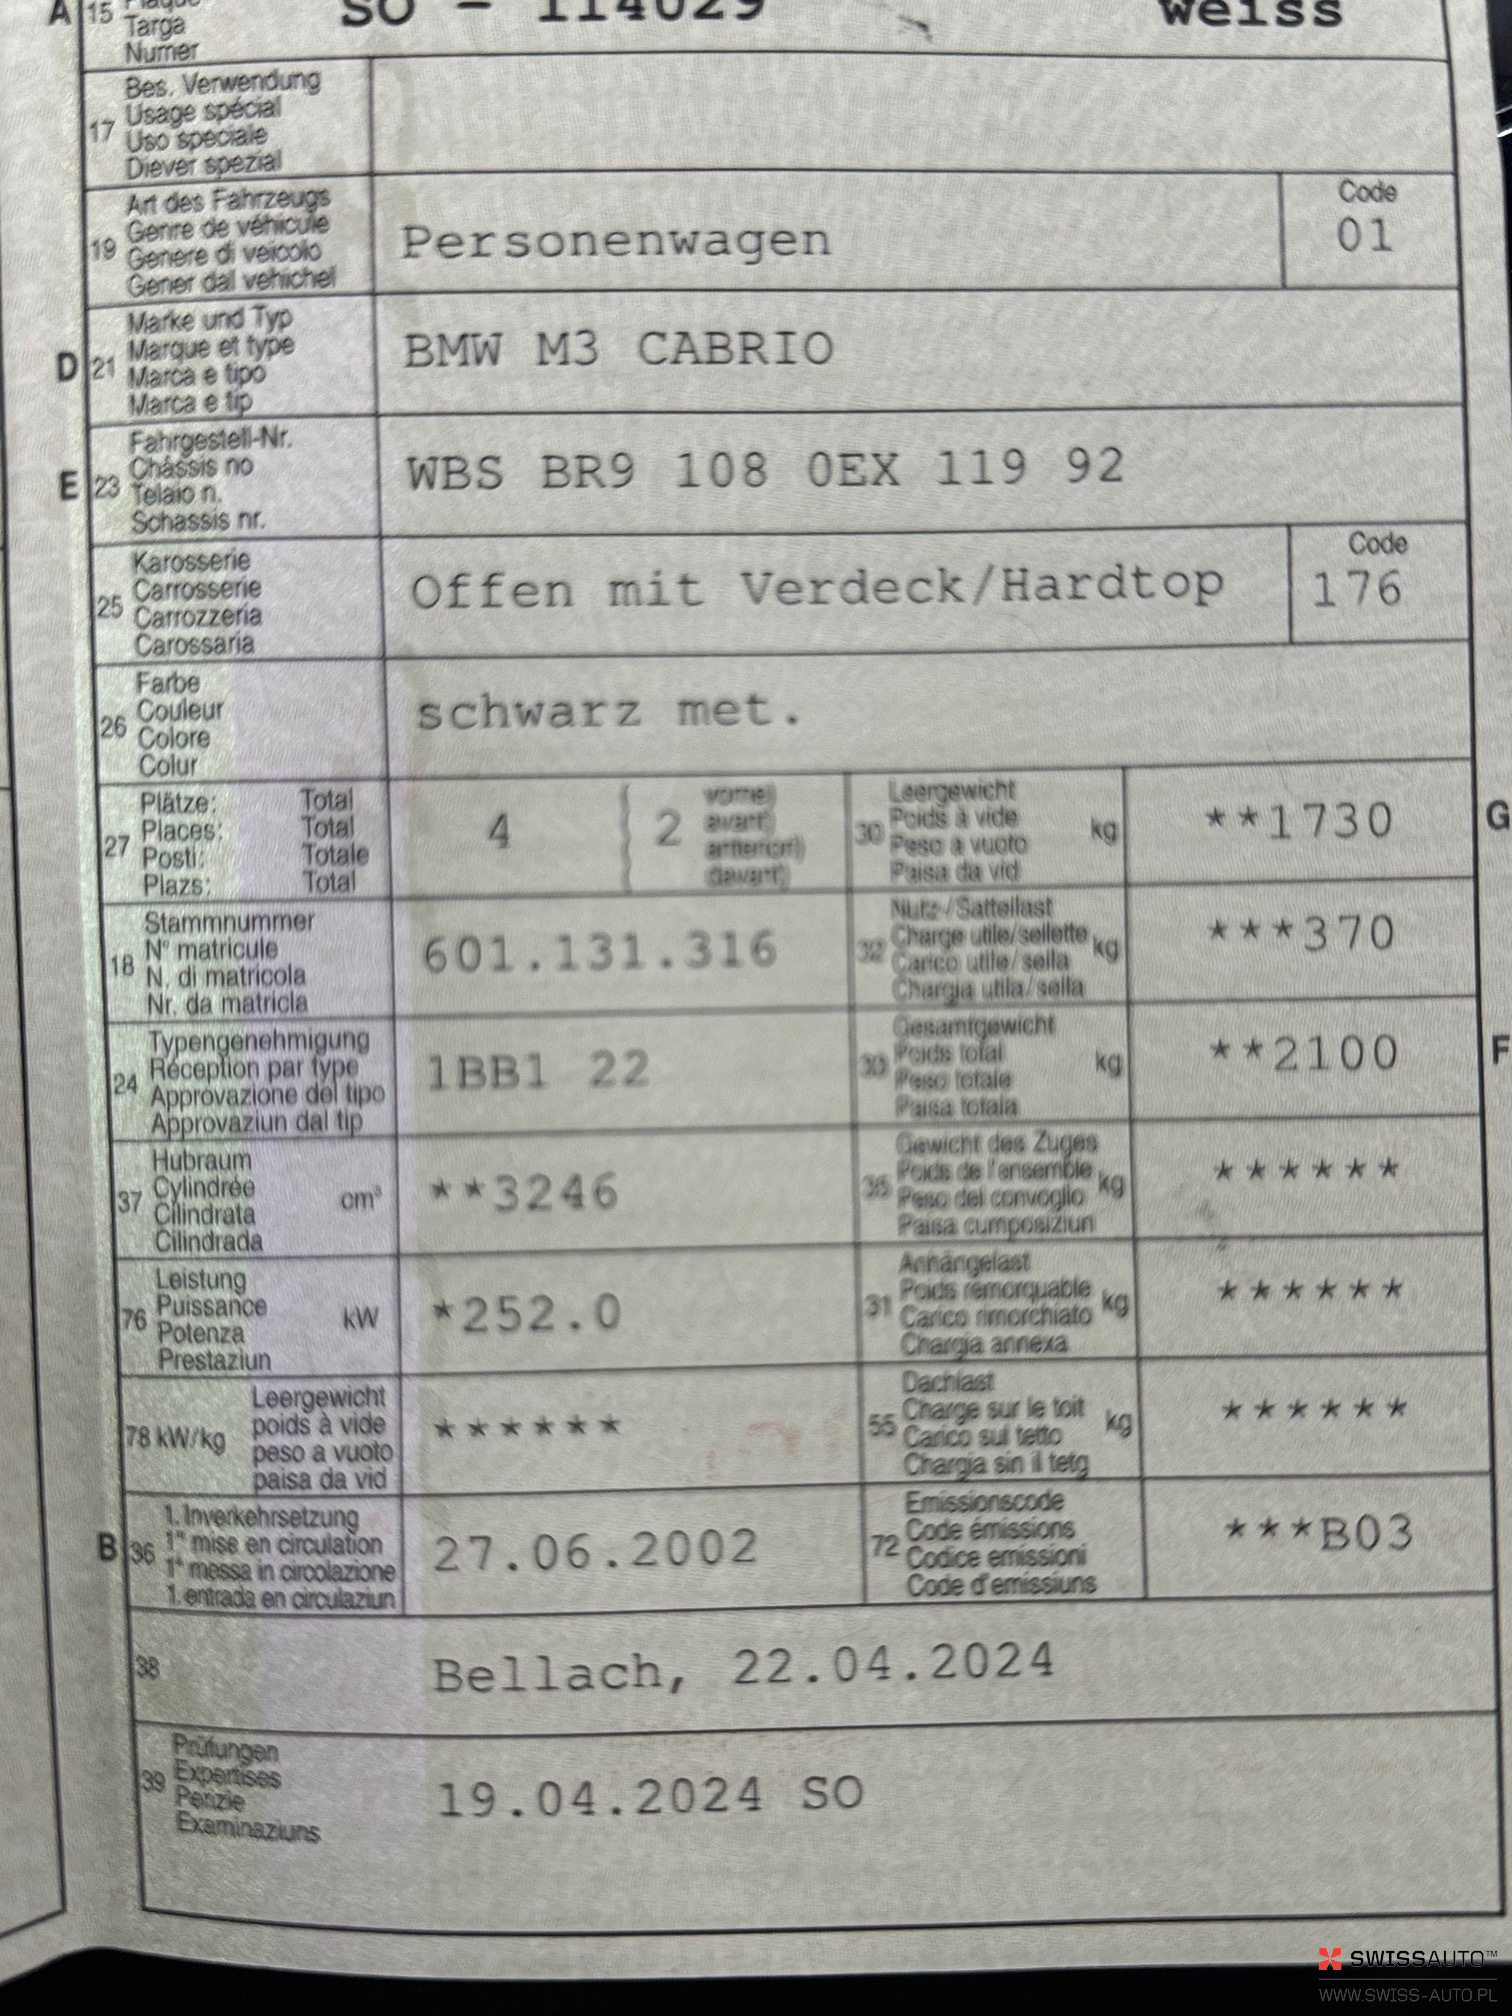 A 15 Plaque SO - 114029 weiss
Targa
Numer
17 Bes. Verwendung
Usage spécial
Uso speciale
Diever spezial
19 Art des Fahrzeugs
Genre de véhicule
Genere di veicolo
Gener dal vehichel
Personenwagen
Code
01
D 21 Marke und Typ
Marque et type
Marca e tipo
Marca e tip
BMW M3 CABRIO
E 23 Fahrgestell-Nr.
Châssis no
Telaio n.
Schassis nr.
WBS BR9 108 0EX 119 92
25 Karosserie
Carrosserie
Carrozzeria
Carossaria
Offen mit Verdeck/Hardtop
Code
176
26 Farbe
Couleur
Colore
Colur
schwarz met.
27 Plätze: Total
Places: Total
Posti: Totale
Plazs: Total
4 { 2
vorne)
avant)
anteriori)
davant)
30 Leergewicht
Poids à vide
Peso a vuoto
Paisa da vid
kg
**1730 G
18 Stammnummer
N° matricule
N. di matricola
Nr. da matricla
601.131.316
32 Nutz-/Sattellast
Charge utile/sellette
Carico utile/sella
Chargia utila/sella
kg
***370
24 Typengenehmigung
Réception par type
Approvazione del tipo
Approvaziun dal tip
1BB1 22
Gesamtgewicht
Poids total
Peso totale
Paisa totala
kg
**2100 F
37 Hubraum
Cylindrée
Cilindrata
Cilindrada
cm³
**3246
35 Gewicht des Zuges
Poids de l'ensemble
Peso del convoglio
Paisa cumposiziun
kg
******
76 Leistung
Puissance
Potenza
Prestaziun
kW
*252.0
31 Anhängelast
Poids remorquable
Carico rimorchiato
Chargia annexa
kg
******
78 kW/kg
Leergewicht
poids à vide
peso a vuoto
paisa da vid
******
55 Dachlast
Charge sur le toit
Carico sul tetto
Chargia sin il tetg
kg
******
B 36 1. Inverkehrsetzung
1re mise en circulation
1a messa in circolazione
1. entrada en circulaziun
27.06.2002
72 Emissionscode
Code émissions
Codice emissioni
Code d'emissiuns
***B03
38 Bellach, 22.04.2024
39 Prüfungen
Expertises
Perizie
Examinaziuns
19.04.2024 SO
SWISSAUTO™
WWW.SWISS-AUTO.PL